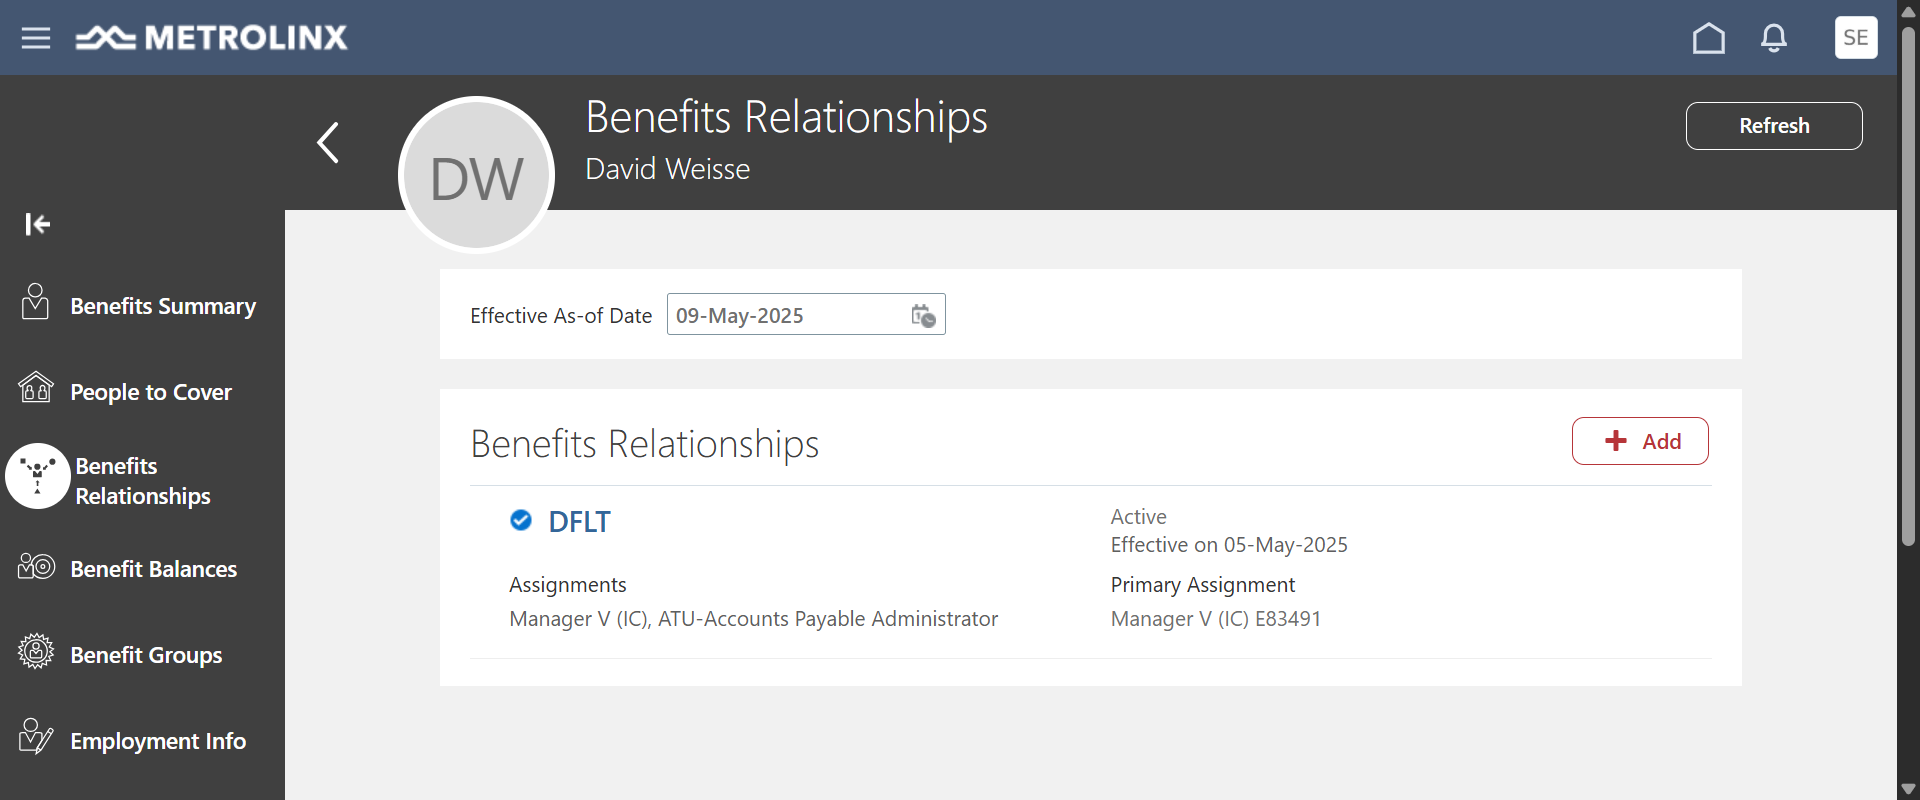 METROLINX
SE
DW
Benefits Relationships
David Weisse
Refresh
Benefits Summary
People to Cover
Benefits
Relationships
Benefit Balances
Benefit Groups
Employment Info
Effective As-of Date 09-May-2025
Benefits Relationships
Add
DFLT
Active
Effective on 05-May-2025
Assignments
Primary Assignment
Manager V (IC), ATU-Accounts Payable Administrator
Manager V (IC) E83491